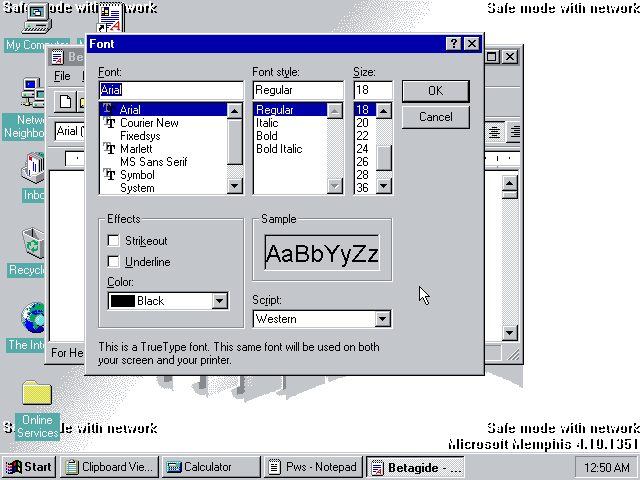 Safe mode with network
Safe mode with network
My Computer
Font
Be
Font:
Font style:
Size:
Arial
Regular
18
OK
Cancel
File
Arial
Courier New
Fixedsys
Marlett
MS Sans Serif
Symbol
System
Regular
Italic
Bold
Bold Italic
18
20
22
24
26
28
36
Network
Neighbo
Arial (
Inbo
Effects
Strikeout
Underline
Color:
Black
Sample
AaBbYyZz
Script:
Western
Recycle
The Int
For He
This is a TrueType font. This same font will be used on both
your screen and your printer.
Online
Services
Safe mode with network
Safe mode with network
Microsoft Memphis 4.10.1351
Start
Clipboard Vie...
Calculator
Pws - Notepad
Betagide - ...
12:50 AM